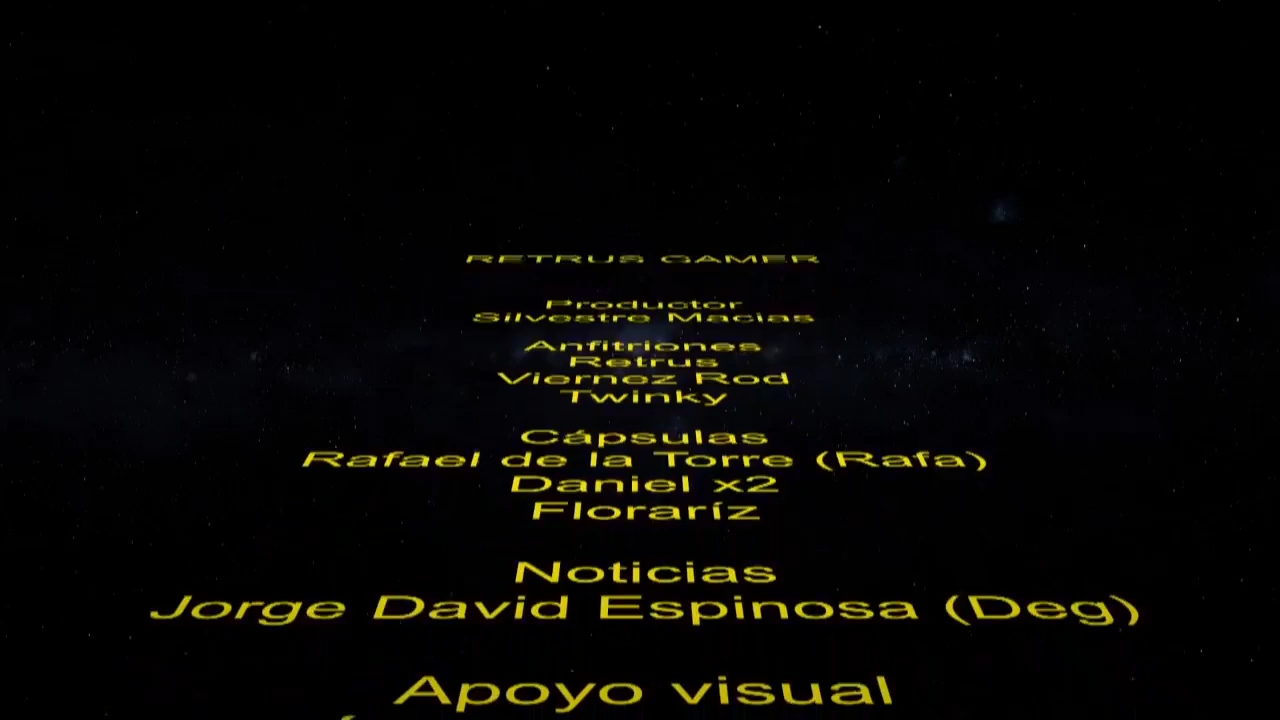 RETRUS GAMER
Productor
Silvestre Macias
Anfitriones
Retrus
Viernez Rod
Twinky
Cápsulas
Rafael de la Torre (Rafa)
Daniel x2
Floraríz
Noticias
Jorge David Espinosa (Deg)
Apoyo visual